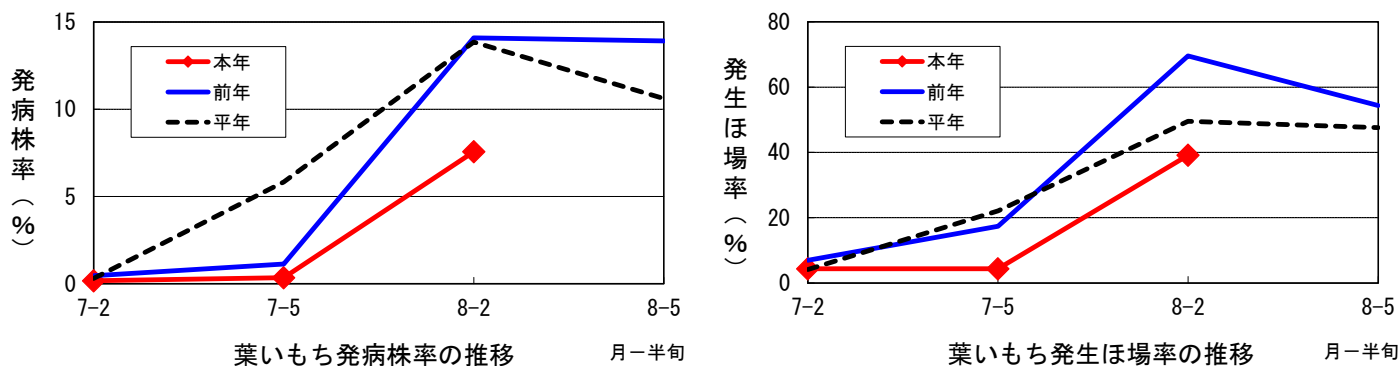 発病株率（%）
15
10
5
0
本年
前年
平年
7-2
7-5
8-2
8-5
葉いもち発病株率の推移
月－半旬
発生ほ場率（%）
80
60
40
20
0
本年
前年
平年
7-2
7-5
8-2
8-5
葉いもち発生ほ場率の推移
月－半旬